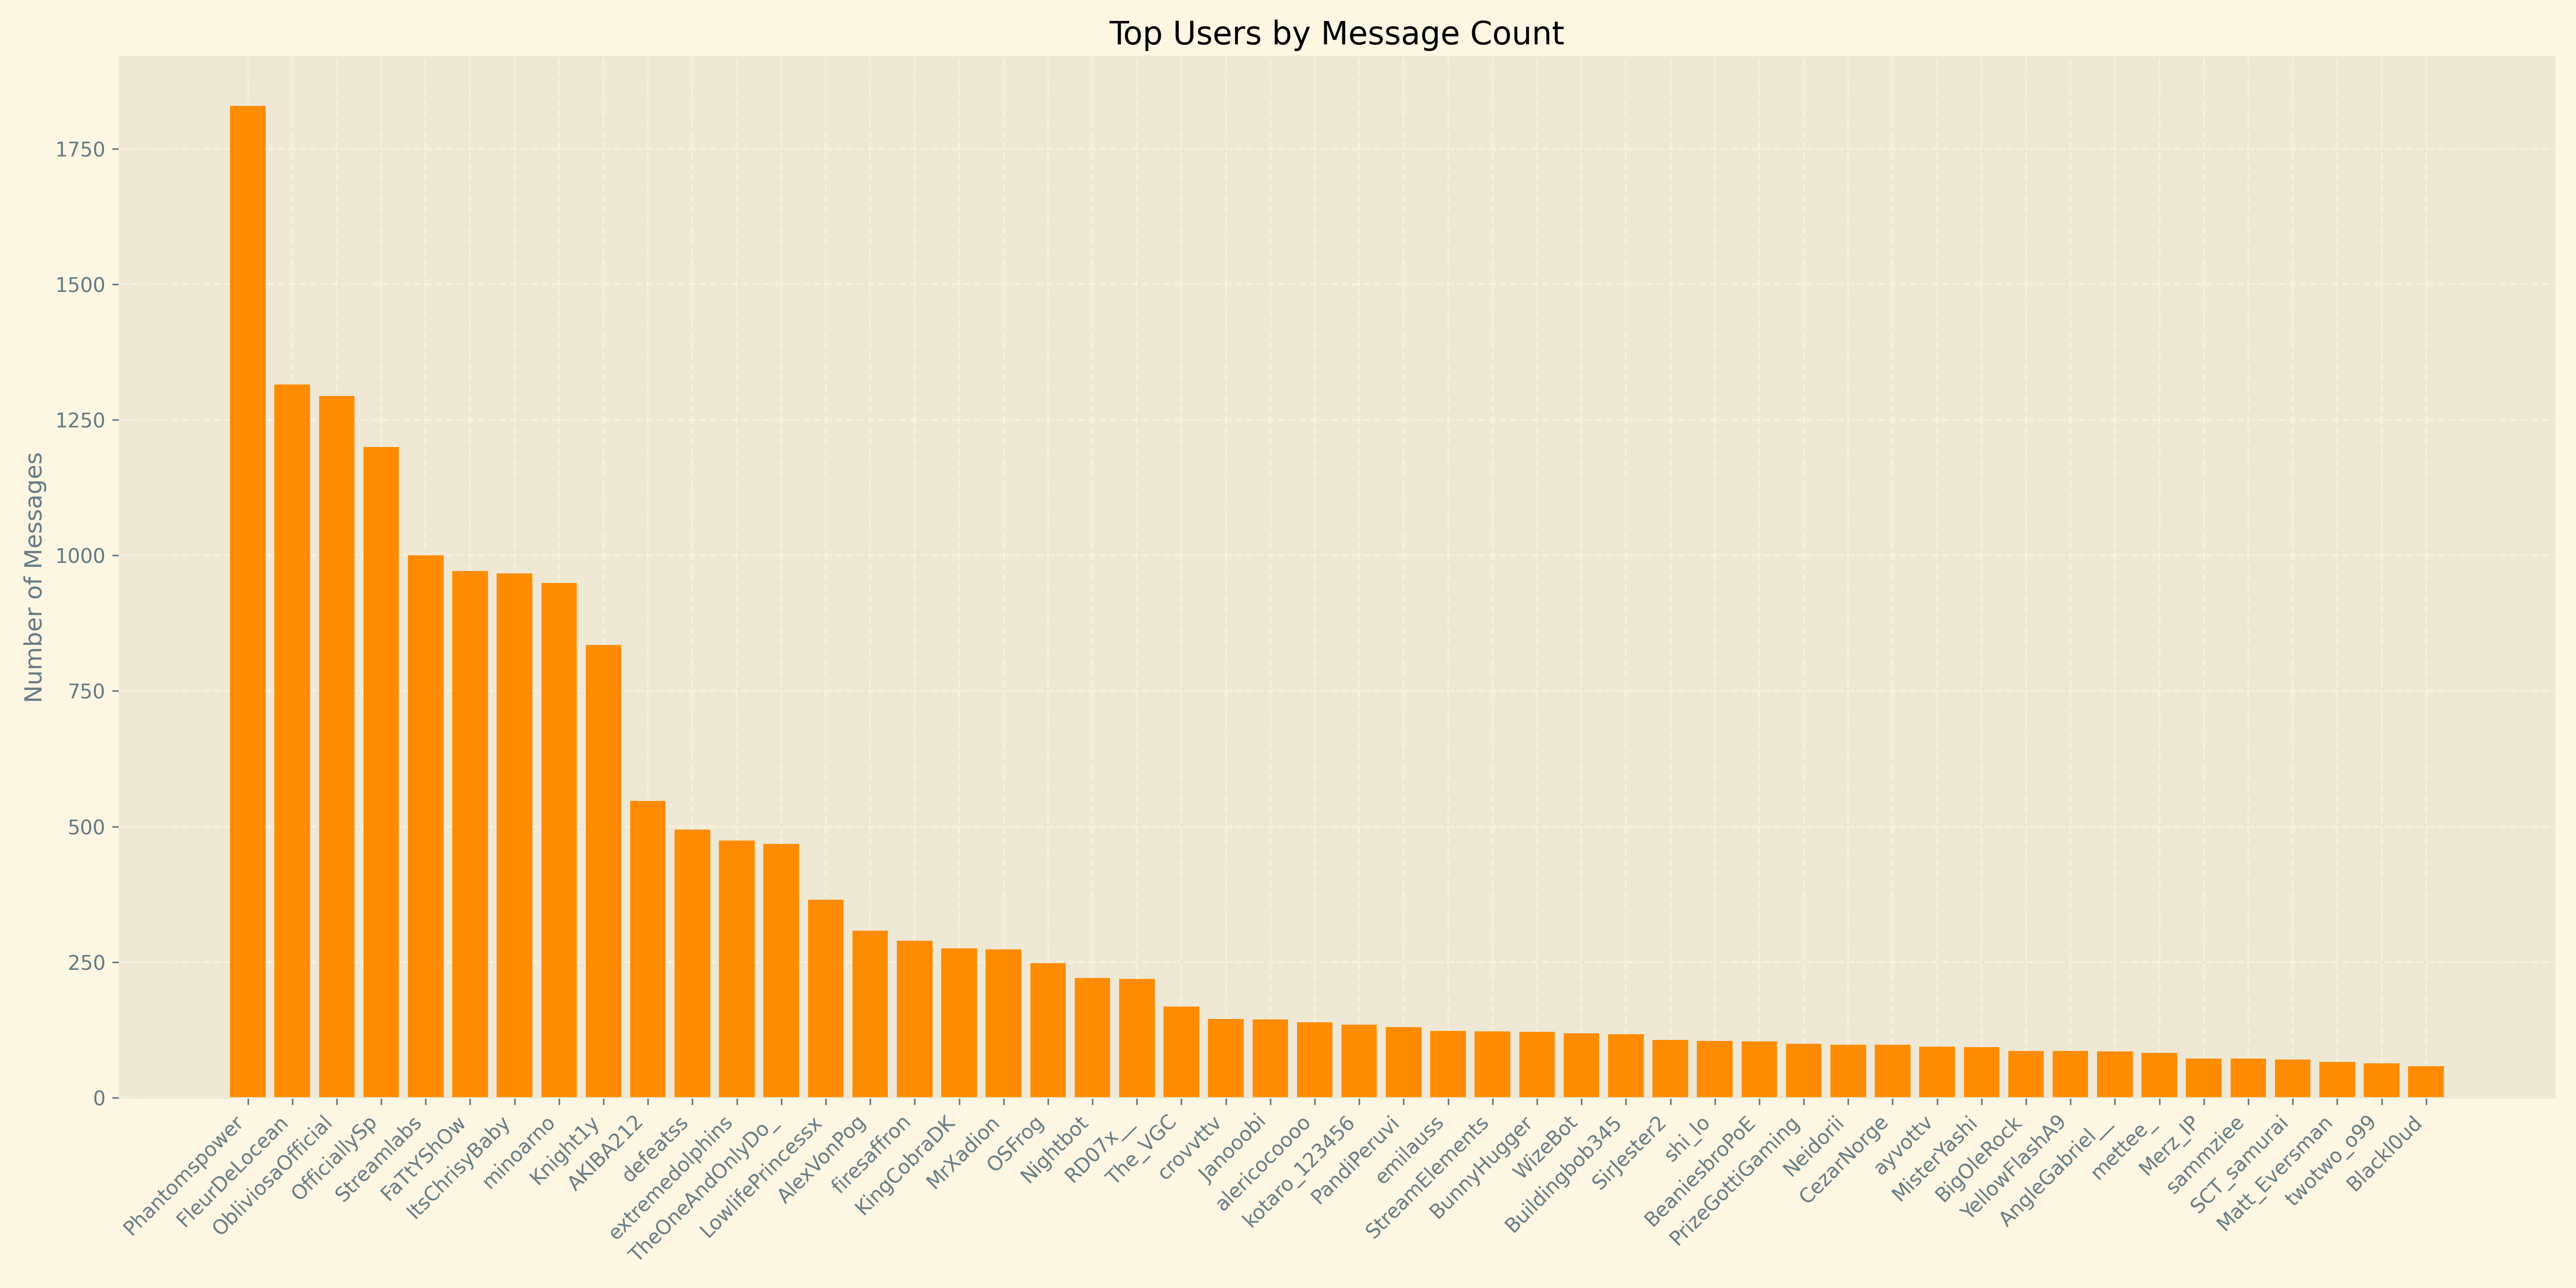 Top Users by Message Count
Number of Messages
1750
1500
1250
1000
750
500
250
0
Phantomspower
FleurDeLocean
ObliviosaOfficial
OfficiallySp
Streamlabs
FaTtYShOw
ItsChrisyBaby
minoarno
Knight1y
AKIBA212
defeatss
extremedolphins
TheOneAndOnlyDo_
LowlifePrincessx
AlexVonPog
firesaffron
KingCobraDK
MrXadion
OSFrog
Nightbot
RD07x__
The_VGC
crovvttv
Janooobi
alericocoooo
kotaro_123456
PandiPeruvi
emilauss
StreamElements
BunnyHugger
WizeBot
Buildingbob345
SirJester2
shi_lo
BeaniesbroPoE
PrizeGottiGaming
Neidorii
CezarNorge
ayvottv
MisterYashi
BigOleRock
YellowFlashA9
AngleGabriel__
mettee_
Merz_IP
sammziee
SCT_samurai
Matt_Eversman
twotwo_o99